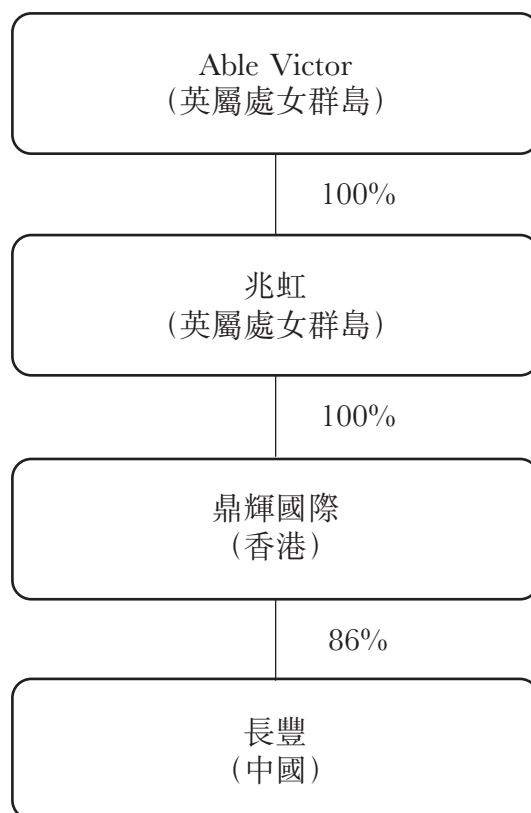 Able Victor
（英屬處女群島）
100%
兆虹
（英屬處女群島）
100%
鼎輝國際
（香港）
86%
長豐
（中國）